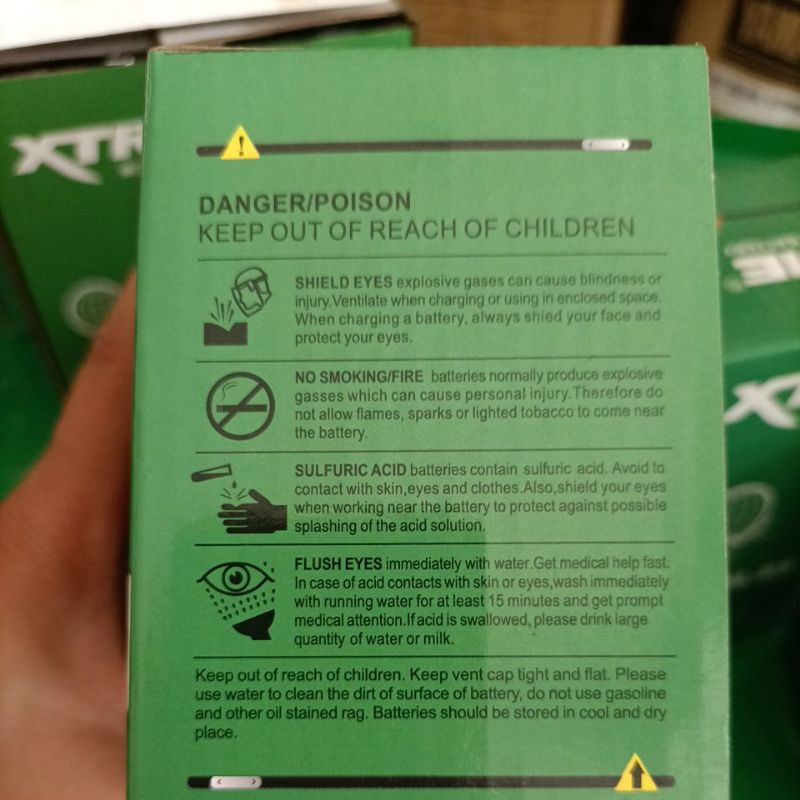 XTR
DANGER/POISON
KEEP OUT OF REACH OF CHILDREN
SHIELD EYES explosive gases can cause blindness or
injury.Ventilate when charging or using in enclosed space.
When charging a battery, always shied your face and
protect your eyes.
NO SMOKING/FIRE batteries normally produce explosive
gasses which can cause personal injury.Therefore do
not allow flames, sparks or lighted tobacco to come near
the battery.
SULFURIC ACID batteries contain sulfuric acid. Avoid to
contact with skin,eyes and clothes.Also,shield your eyes
when working near the battery to protect against possible
splashing of the acid solution.
FLUSH EYES immediately with water.Get medical help fast.
In case of acid contacts with skin or eyes,wash immediately
with running water for at least 15 minutes and get prompt
medical attention.If acid is swallowed, please drink large
quantity of water or milk.
Keep out of reach of children. Keep vent cap tight and flat. Please
use water to clean the dirt of surface of battery, do not use gasoline
and other oil stained rag. Batteries should be stored in cool and dry
place.